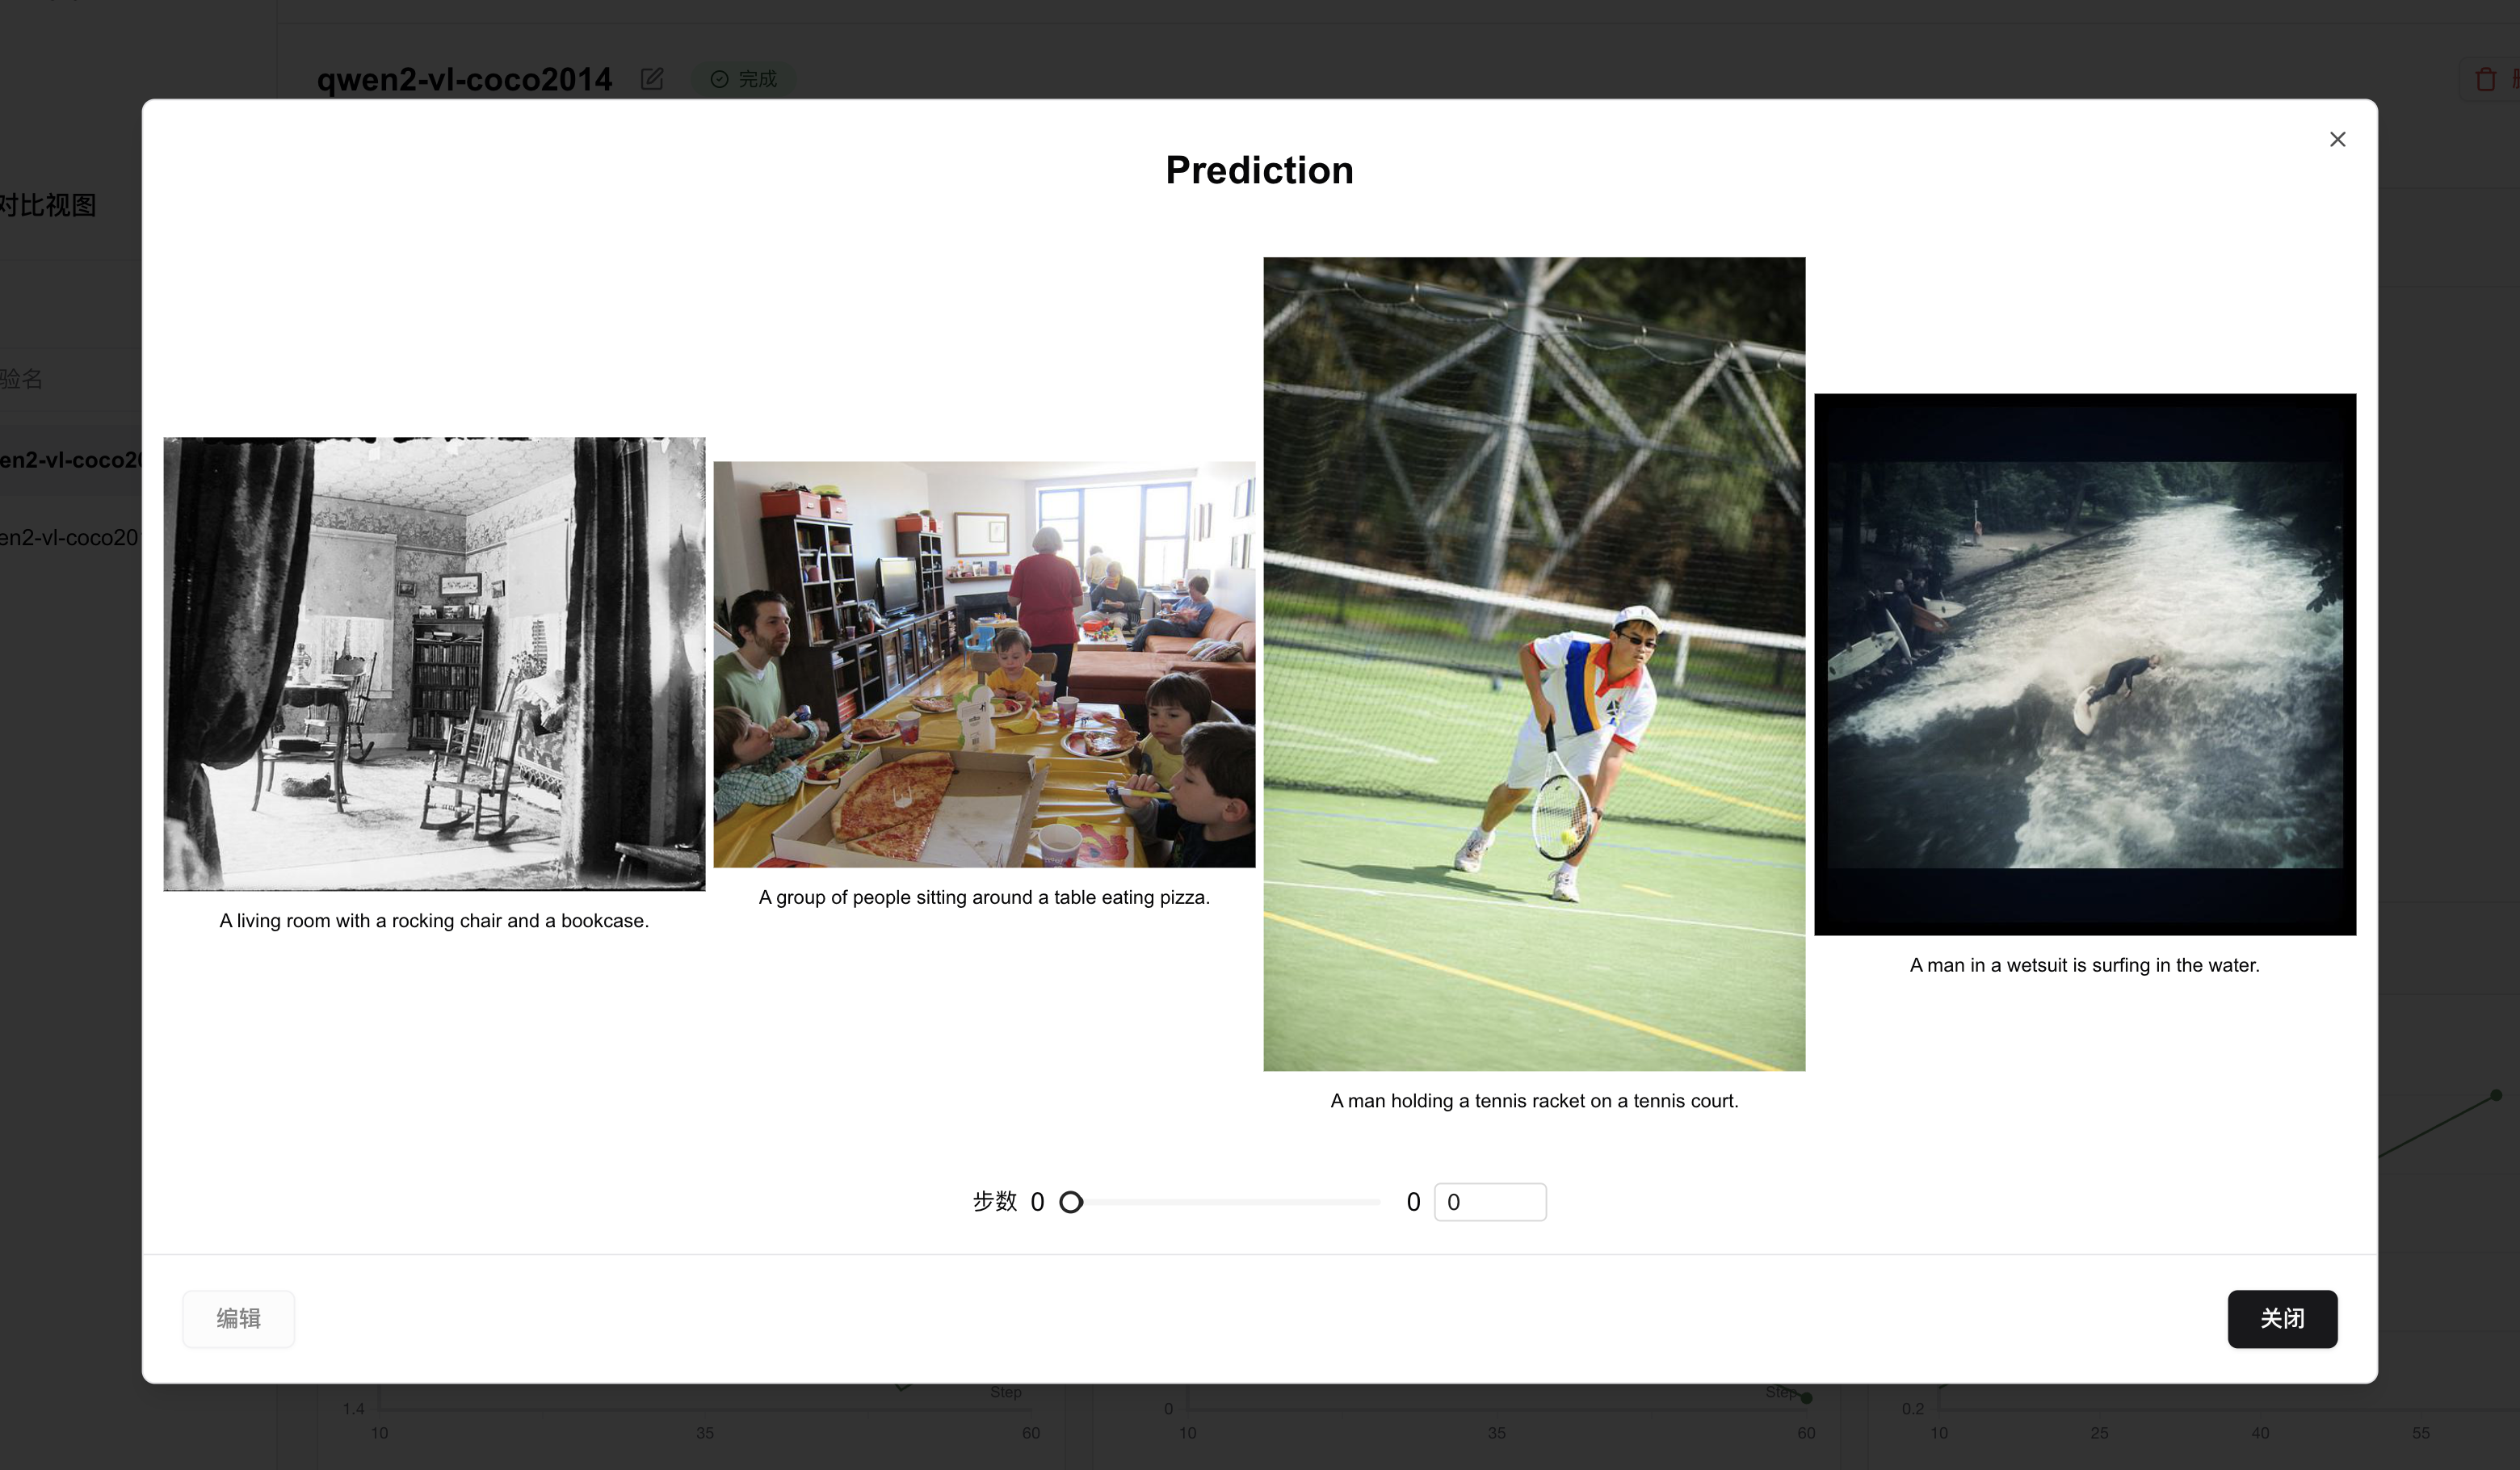 qwen2-vl-coco2014
完成
对比视图
验名
en2-vl-coco20
en2-vl-coco20
Prediction
A living room with a rocking chair and a bookcase.
A group of people sitting around a table eating pizza.
A man holding a tennis racket on a tennis court.
A man in a wetsuit is surfing in the water.
步数 0 0 0
编辑
关闭
Step
Step
1.4
0
0.2
10 35 60
10 35 60
10 25 40 55